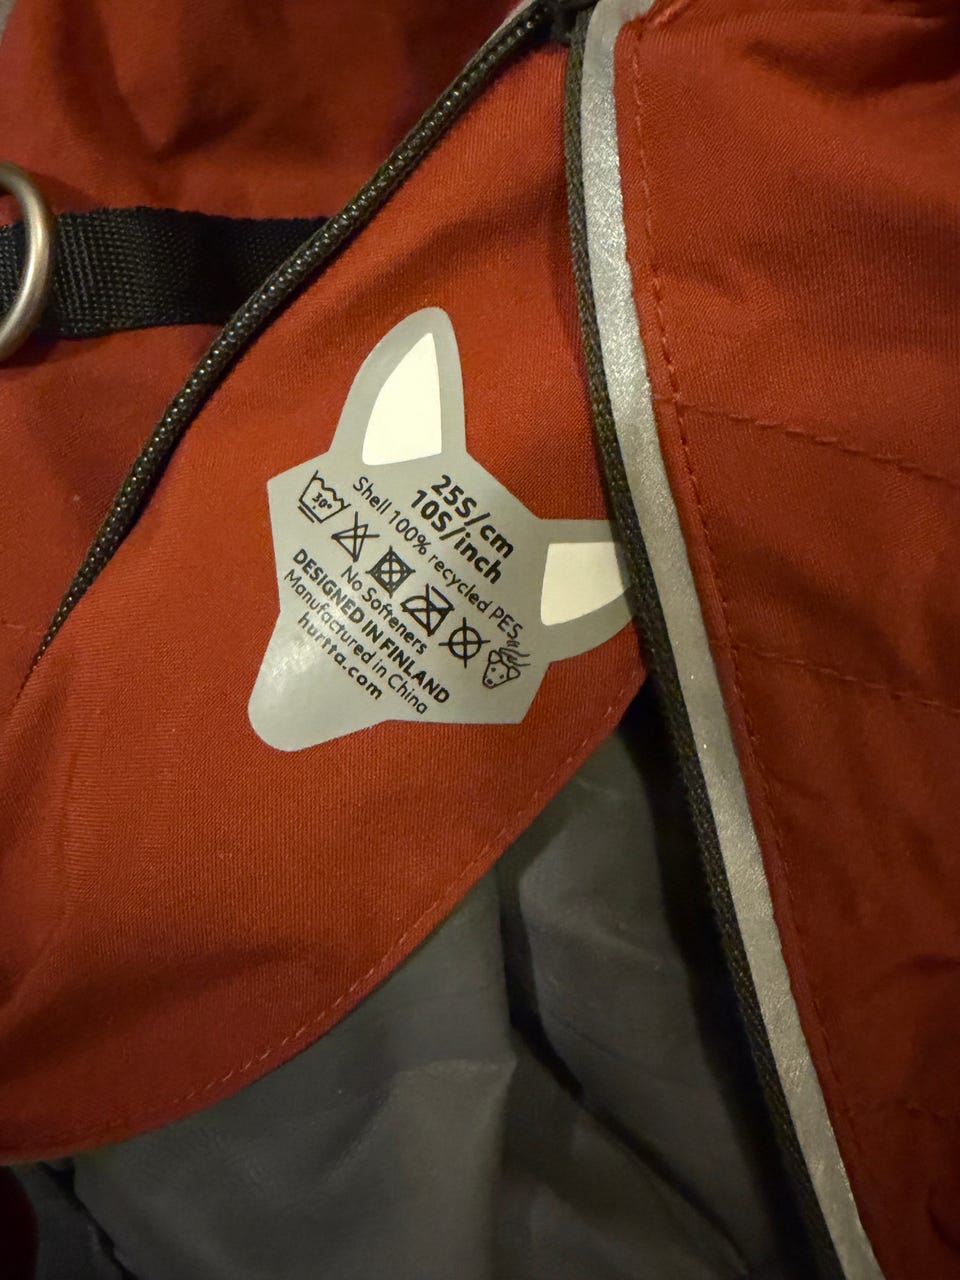 25S/cm
10S/inch
Shell 100% recycled PES
30°
No Softeners
DESIGNED IN FINLAND
Manufactured in China
hurtta.com